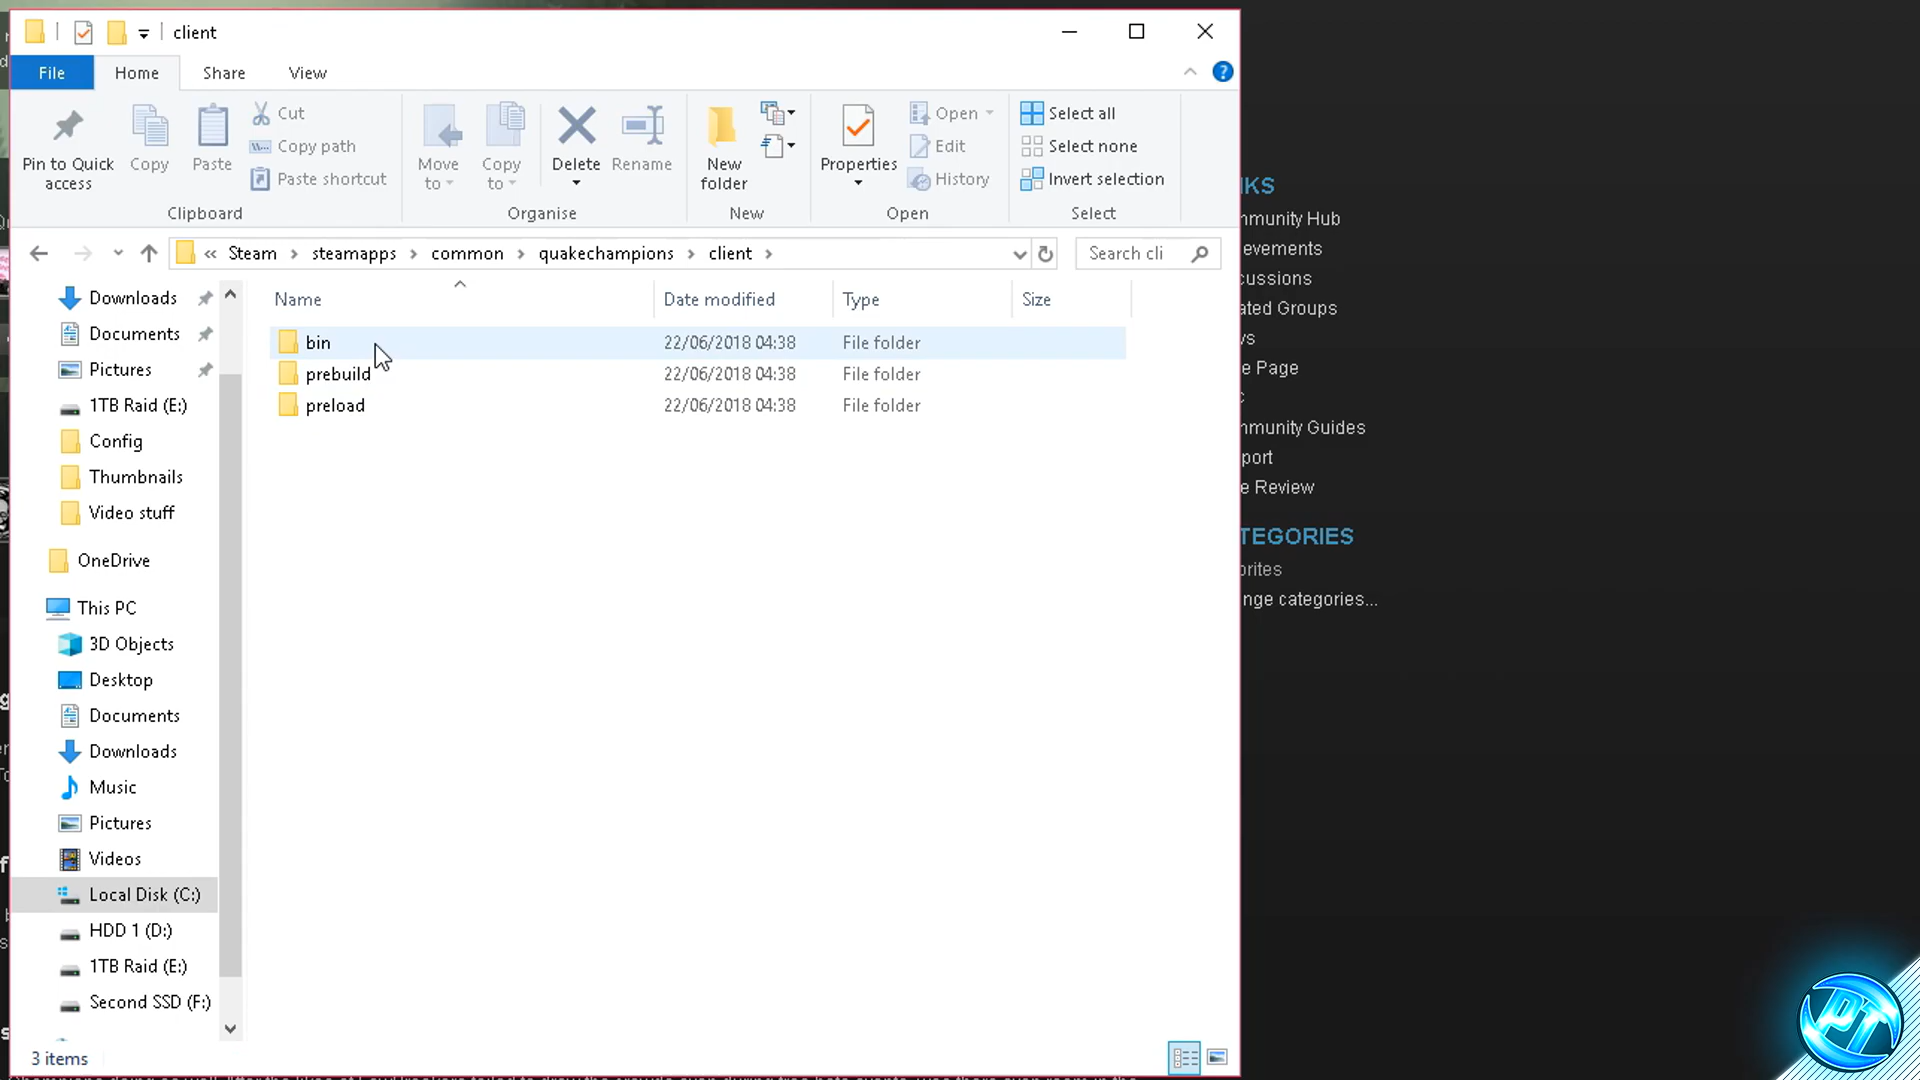 client
File Home Share View
Pin to Quick access
Copy
Paste
Cut
Copy path
Paste shortcut
Clipboard
Move to
Copy to
Delete
Rename
Organise
New folder
New
Properties
Open
Edit
History
Open
Select all
Select none
Invert selection
Select
« Steam > steamapps > common > quakechampions > client >
Search cli
Name Date modified Type Size
bin 22/06/2018 04:38 File folder
prebuild 22/06/2018 04:38 File folder
preload 22/06/2018 04:38 File folder
Downloads
Documents
Pictures
1TB Raid (E:)
Config
Thumbnails
Video stuff
OneDrive
This PC
3D Objects
Desktop
Documents
Downloads
Music
Pictures
Videos
Local Disk (C:)
HDD 1 (D:)
1TB Raid (E:)
Second SSD (F:)
3 items
KS
mmunity Hub
evements
cussions
ated Groups
vs
e Page
mmunity Guides
port
e Review
TEGORIES
orites
nge categories...
PT